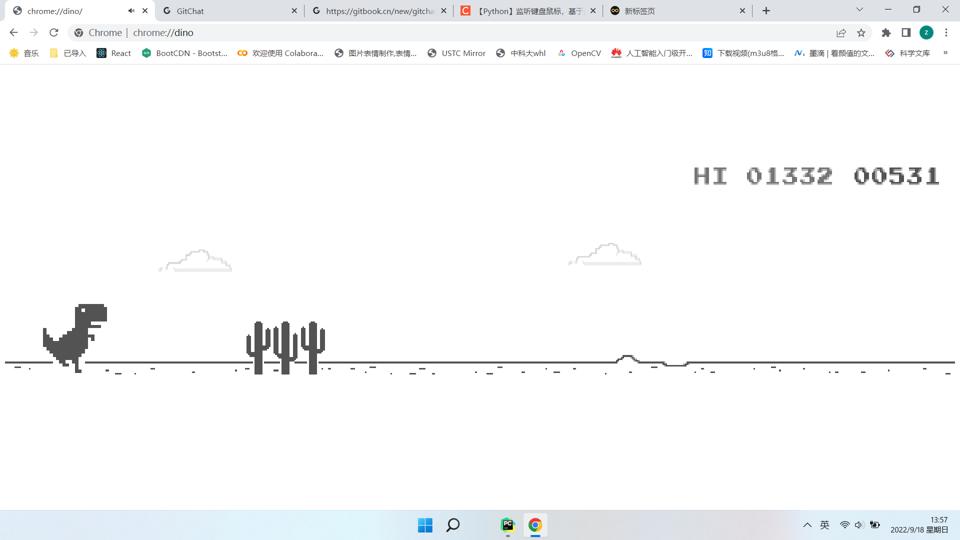 chrome://dino/
GitChat
https://gitbook.cn/new/gitcha
【Python】监听键盘鼠标，基于
新标签页
Chrome | chrome://dino
z
音乐
已导入
React
BootCDN - Bootst...
欢迎使用 Colabora...
图片表情制作,表情...
USTC Mirror
中科大whl
OpenCV
人工智能入门级开...
知
下载视频(m3u8格...
墨滴 | 看颜值的文...
科学文库
»
HI 01332 00531
PC
英
13:57
2022/9/18 星期日